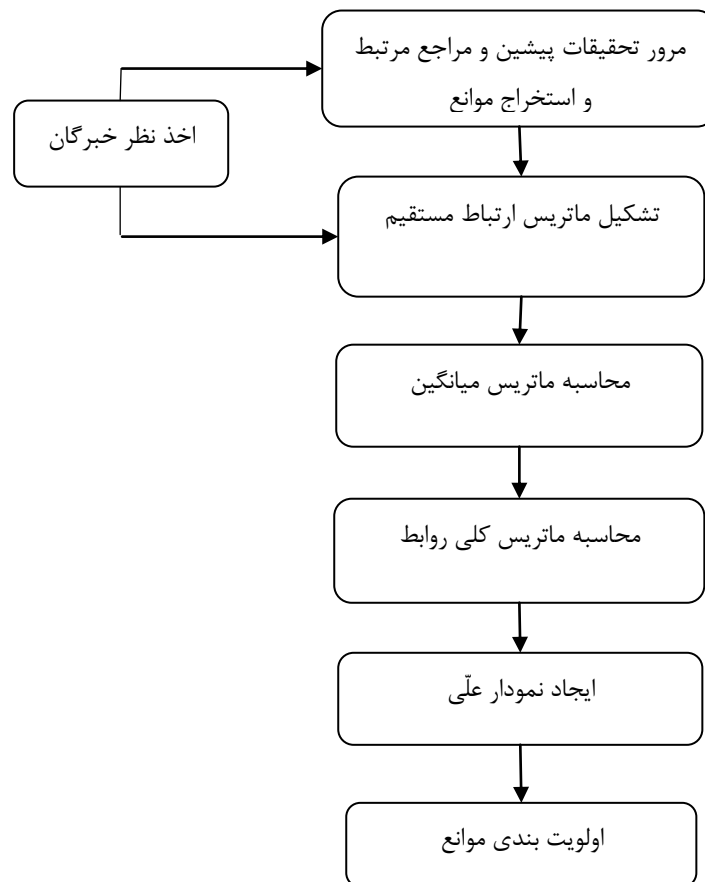 مرور تحقیقات پیشین و مراجع مرتبط
و استخراج موانع
اخذ نظر خبرگان
تشکیل ماتریس ارتباط مستقیم
محاسبه ماتریس میانگین
محاسبه ماتریس کلی روابط
ایجاد نمودار علّی
اولویت بندی موانع